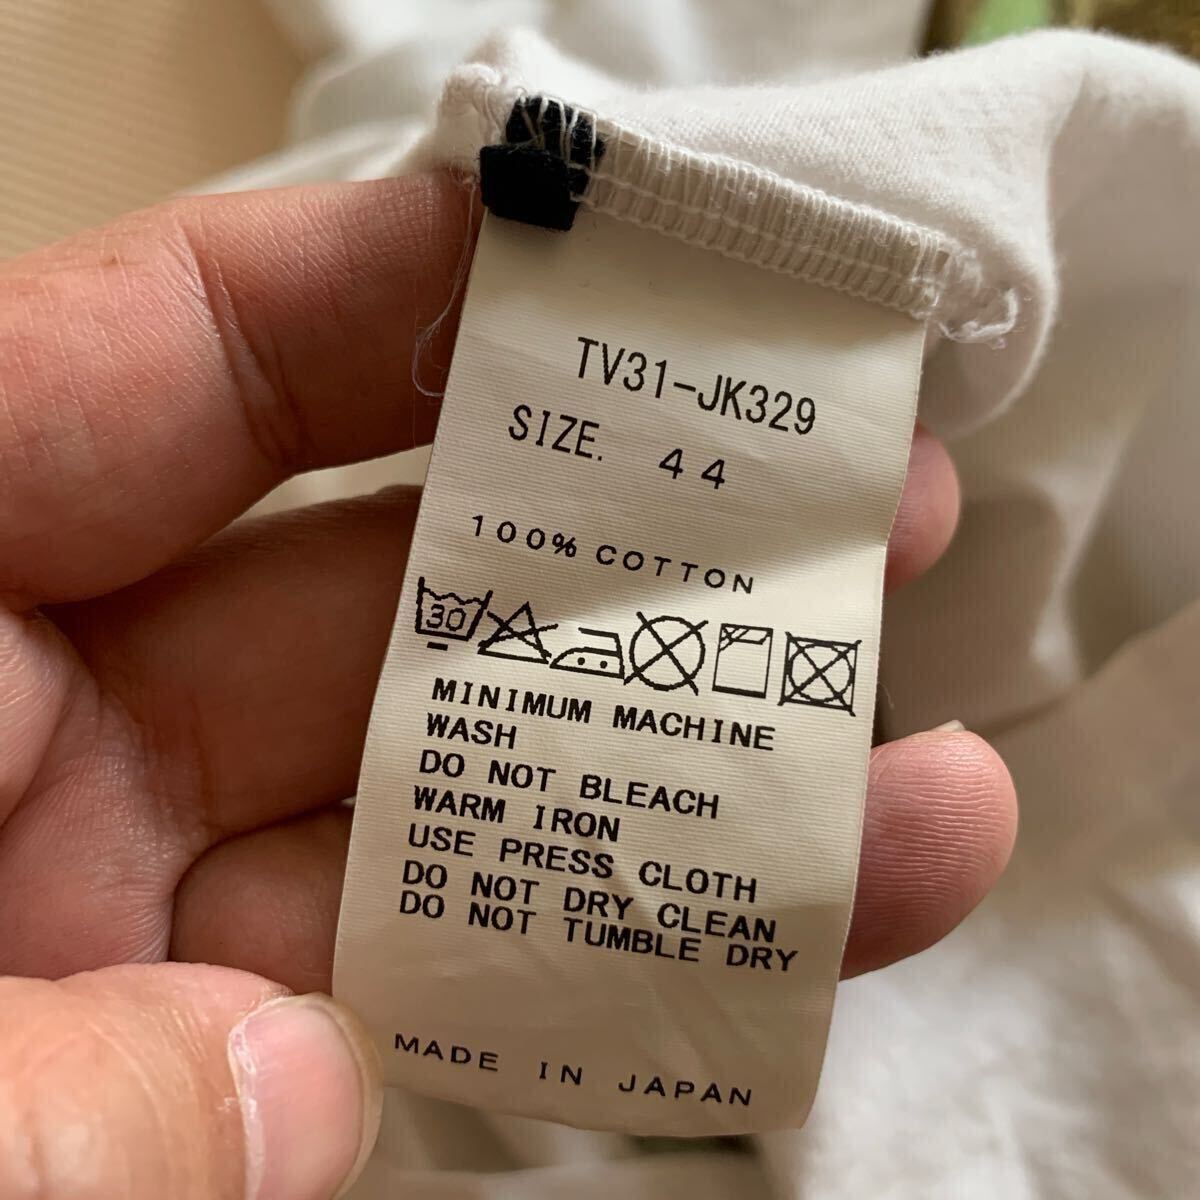 TV31-JK329
SIZE. 44
100% COTTON
30
MINIMUM MACHINE
WASH
DO NOT BLEACH
WARM IRON
USE PRESS CLOTH
DO NOT DRY CLEAN
DO NOT TUMBLE DRY
MADE IN JAPAN